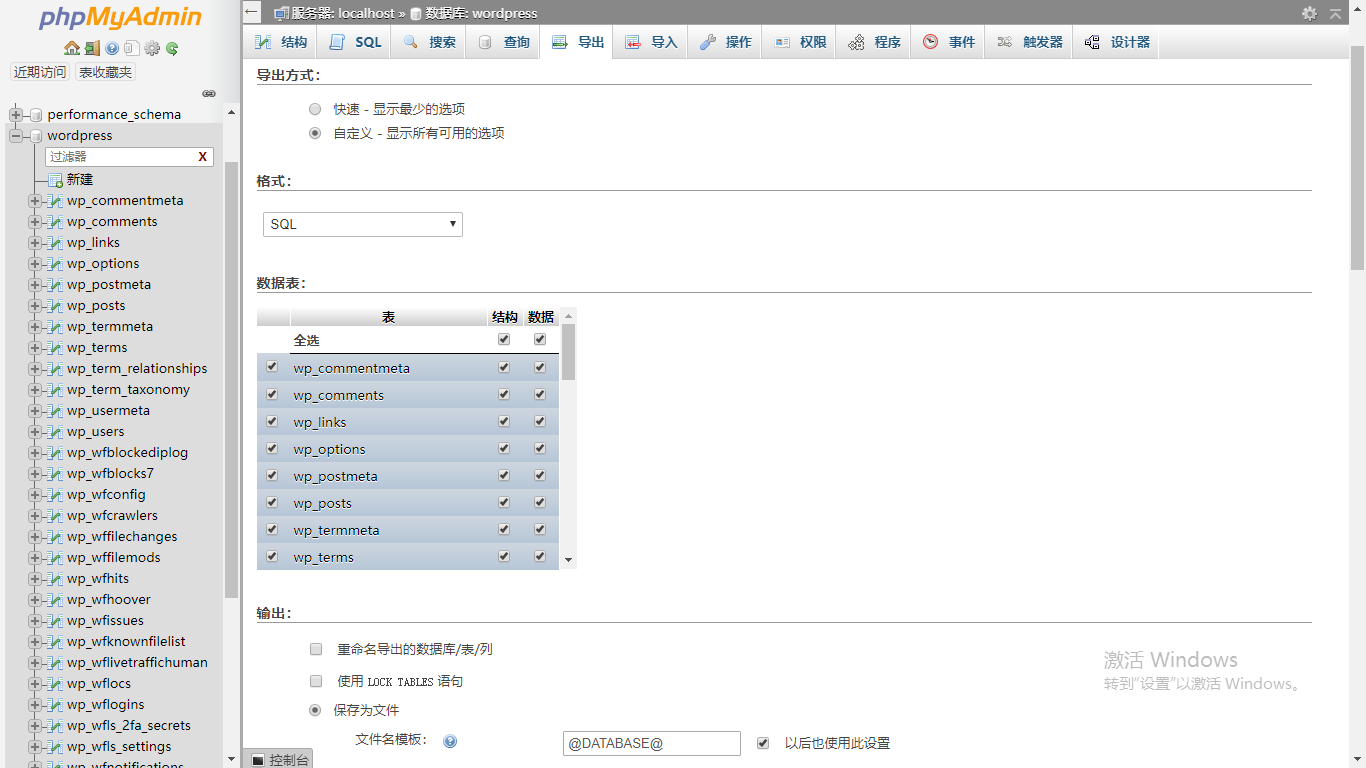 phpMyAdmin
近期访问 表收藏夹
performance_schema
wordpress
过滤器 X
新建
wp_commentmeta
wp_comments
wp_links
wp_options
wp_postmeta
wp_posts
wp_termmeta
wp_terms
wp_term_relationships
wp_term_taxonomy
wp_usermeta
wp_users
wp_wfblockediplog
wp_wfblocks7
wp_wfconfig
wp_wfcrawlers
wp_wffilechanges
wp_wffilemods
wp_wfhits
wp_wfhoover
wp_wfissues
wp_wfknownfilelist
wp_wflivetraffichuman
wp_wflocs
wp_wflogins
wp_wfls_2fa_secrets
wp_wfls_settings
wp_wfnotifications
服务器: localhost » 数据库: wordpress
结构 SQL 搜索 查询 导出 导入 操作 权限 程序 事件 触发器 设计器
导出方式：
快速 - 显示最少的选项
自定义 - 显示所有可用的选项
格式：
SQL
数据表：
表 结构 数据
全选
wp_commentmeta
wp_comments
wp_links
wp_options
wp_postmeta
wp_posts
wp_termmeta
wp_terms
输出：
重命名导出的数据库/表/列
使用 LOCK TABLES 语句
保存为文件
文件名模板： @DATABASE@ 以后也使用此设置
控制台
激活 Windows
转到"设置"以激活 Windows。